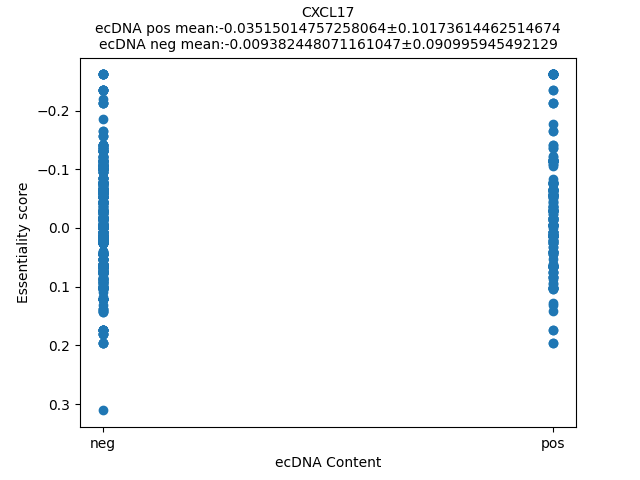 CXCL17
ecDNA pos mean:-0.03515014757258064±0.10173614462514674
ecDNA neg mean:-0.009382448071161047±0.090995945492129
−0.2
−0.1
0.0
0.1
0.2
0.3
Essentiality score
neg
pos
ecDNA Content